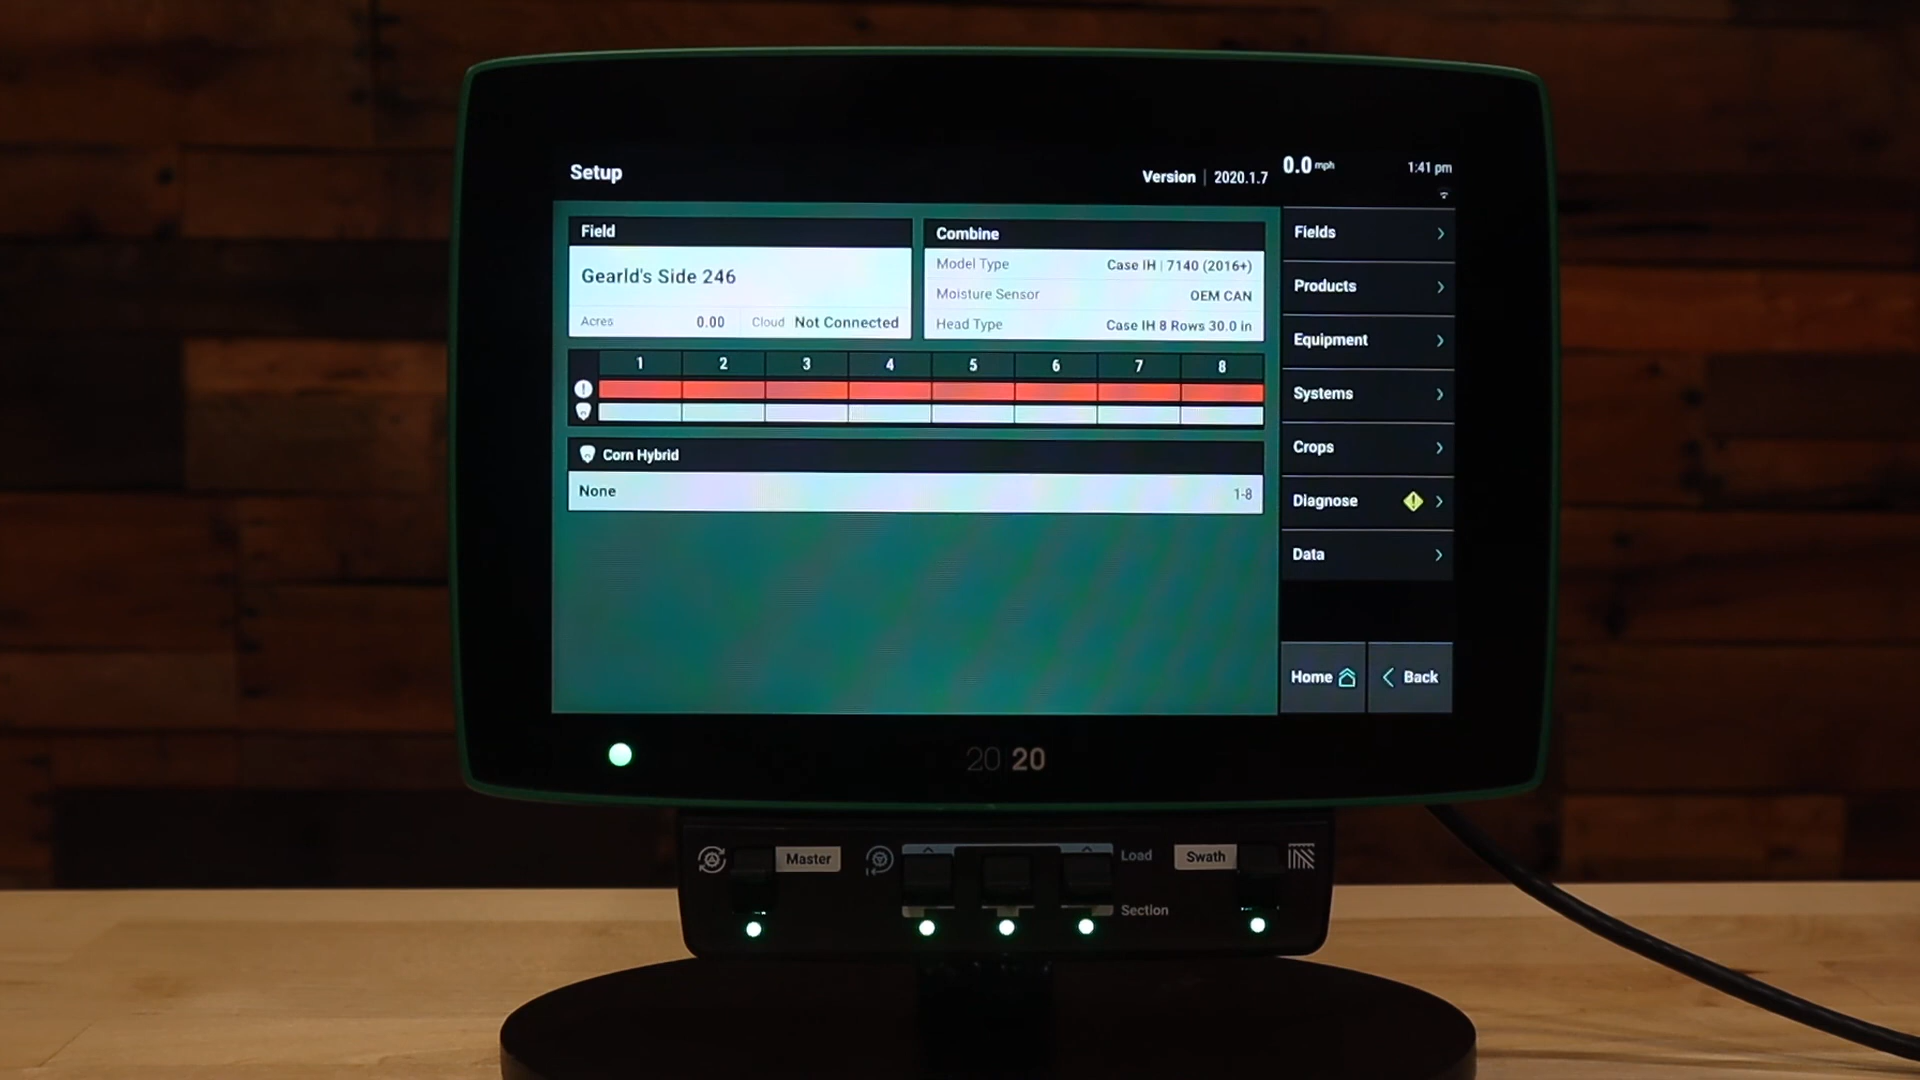 Setup
Version | 2020.1.7
0.0 mph
1:41 pm
Field
Gearld's Side 246
Acres 0.00 Cloud Not Connected
Combine
Model Type Case IH | 7140 (2016+)
Moisture Sensor OEM CAN
Head Type Case IH 8 Rows 30.0 in
1 2 3 4 5 6 7 8
Corn Hybrid
None 1-8
Fields
Products
Equipment
Systems
Crops
Diagnose
Data
Home
Back
20 20
Master
Load
Section
Swath